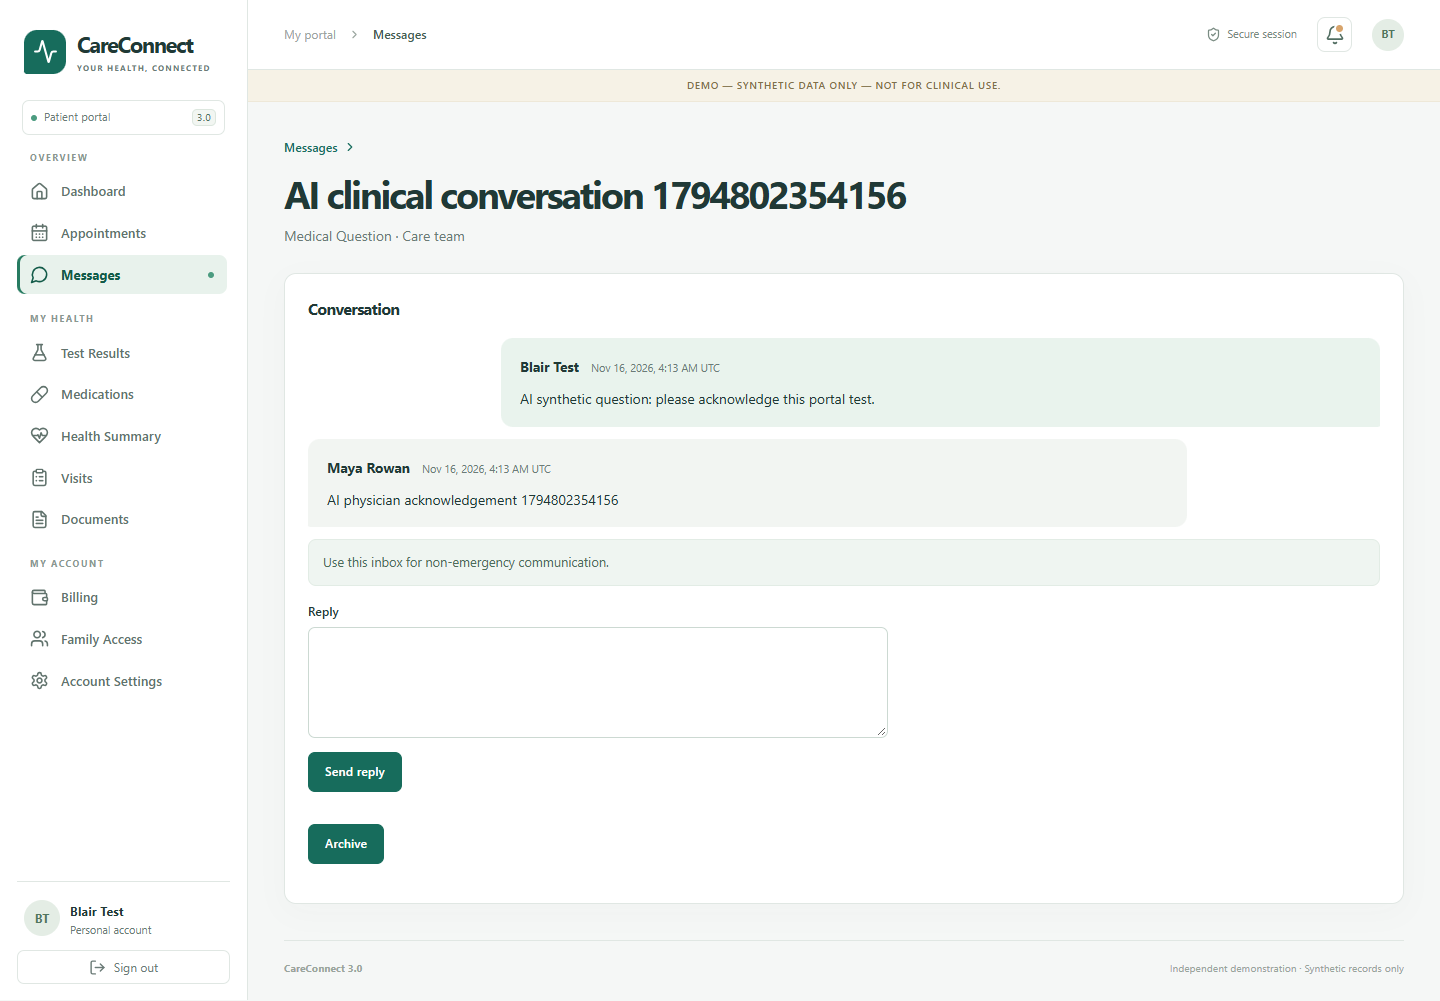 CareConnect
YOUR HEALTH, CONNECTED
Patient portal 3.0
OVERVIEW
Dashboard
Appointments
Messages
MY HEALTH
Test Results
Medications
Health Summary
Visits
Documents
MY ACCOUNT
Billing
Family Access
Account Settings
BT
Blair Test
Personal account
Sign out
My portal > Messages
Secure session
BT
DEMO — SYNTHETIC DATA ONLY — NOT FOR CLINICAL USE.
Messages >
AI clinical conversation 1794802354156
Medical Question · Care team
Conversation
Blair Test Nov 16, 2026, 4:13 AM UTC
AI synthetic question: please acknowledge this portal test.
Maya Rowan Nov 16, 2026, 4:13 AM UTC
AI physician acknowledgement 1794802354156
Use this inbox for non-emergency communication.
Reply
Send reply
Archive
CareConnect 3.0
Independent demonstration · Synthetic records only